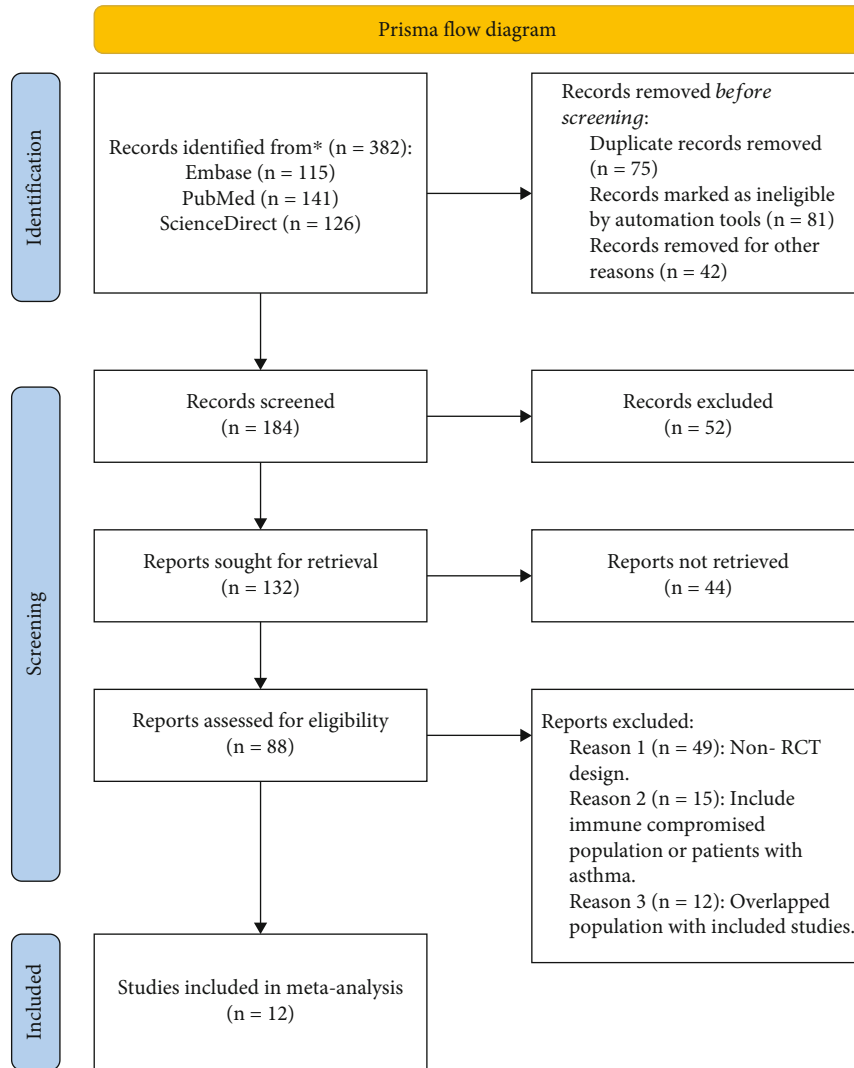 Prisma flow diagram
Identification
Records identified from* (n = 382):
Embase (n = 115)
PubMed (n = 141)
ScienceDirect (n = 126)
Records removed before
screening:
Duplicate records removed
(n = 75)
Records marked as ineligible
by automation tools (n = 81)
Records removed for other
reasons (n = 42)
Screening
Records screened
(n = 184)
Records excluded
(n = 52)
Reports sought for retrieval
(n = 132)
Reports not retrieved
(n = 44)
Reports assessed for eligibility
(n = 88)
Reports excluded:
Reason 1 (n = 49): Non- RCT
design.
Reason 2 (n = 15): Include
immune compromised
population or patients with
asthma.
Reason 3 (n = 12): Overlapped
population with included studies.
Included
Studies included in meta-analysis
(n = 12)